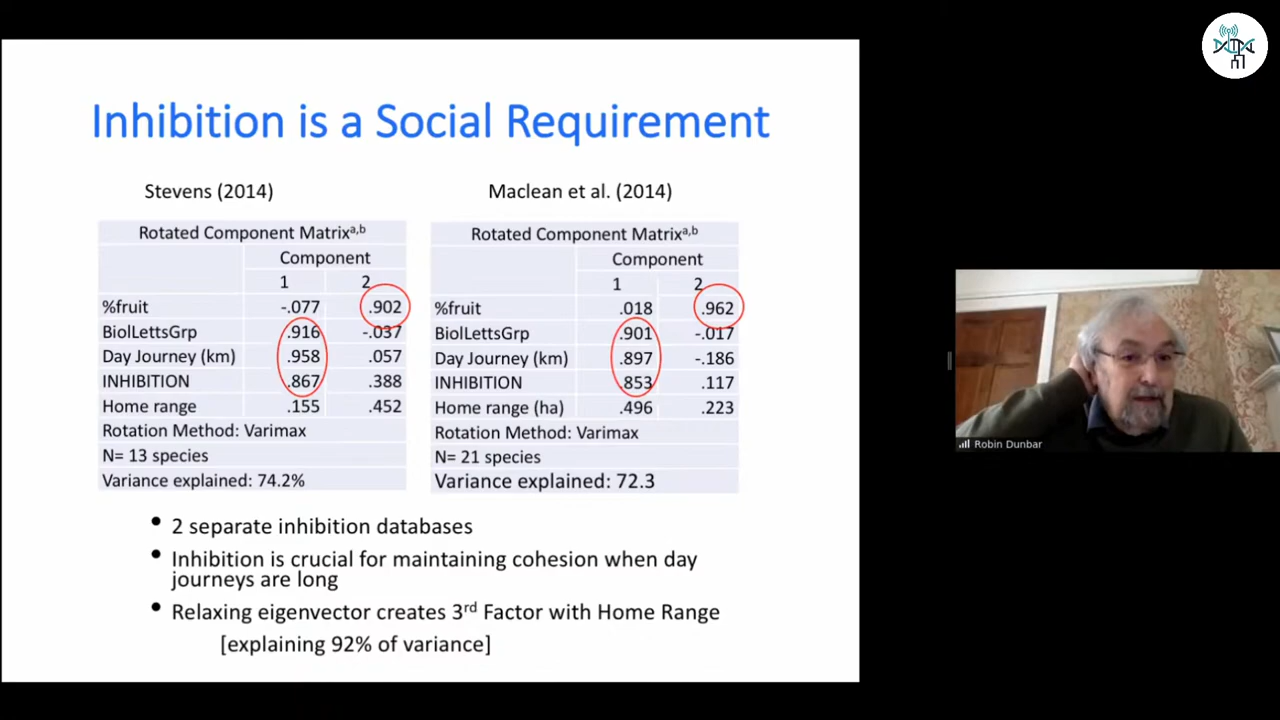 Inhibition is a Social Requirement
Stevens (2014)
Maclean et al. (2014)
Rotated Component Matrixa,b
Component
1 2
%fruit -.077 .902
BiolLettsGrp .916 -.037
Day Journey (km) .958 .057
INHIBITION .867 .388
Home range .155 .452
Rotation Method: Varimax
N= 13 species
Variance explained: 74.2%
Rotated Component Matrixa,b
Component
1 2
%fruit .018 .962
BiolLettsGrp .901 -.017
Day Journey (km) .897 -.186
INHIBITION .853 .117
Home range (ha) .496 .223
Rotation Method: Varimax
N= 21 species
Variance explained: 72.3
• 2 separate inhibition databases
• Inhibition is crucial for maintaining cohesion when day
journeys are long
• Relaxing eigenvector creates 3rd Factor with Home Range
[explaining 92% of variance]
Robin Dunbar